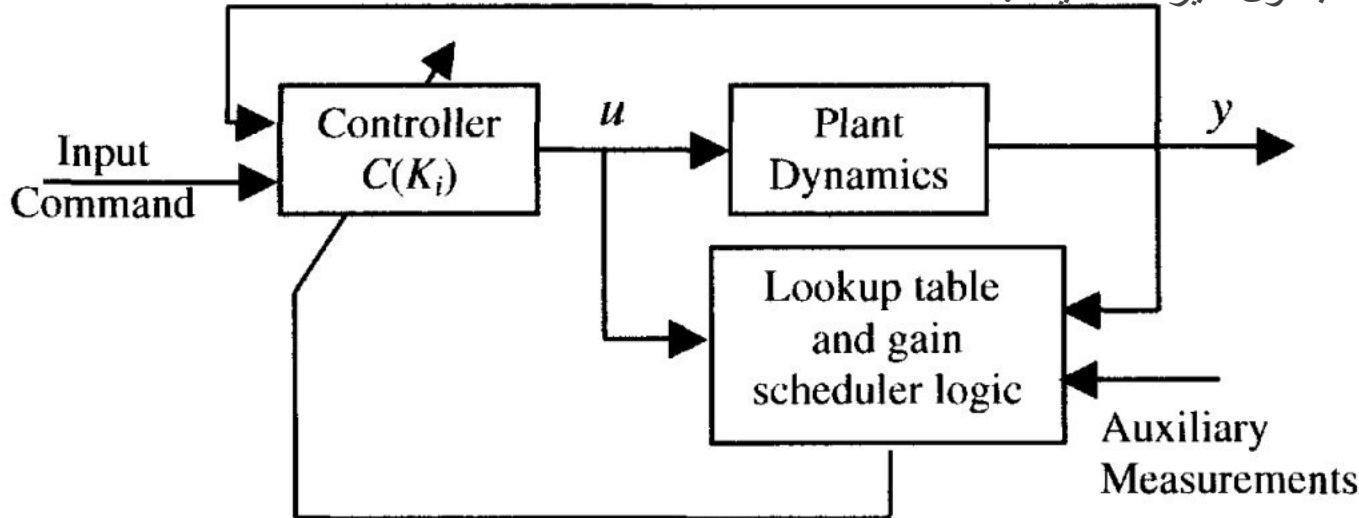 Controller
C(K_i)
u
Plant
Dynamics
y
Input
Command
Lookup table
and gain
scheduler logic
Auxiliary
Measurements